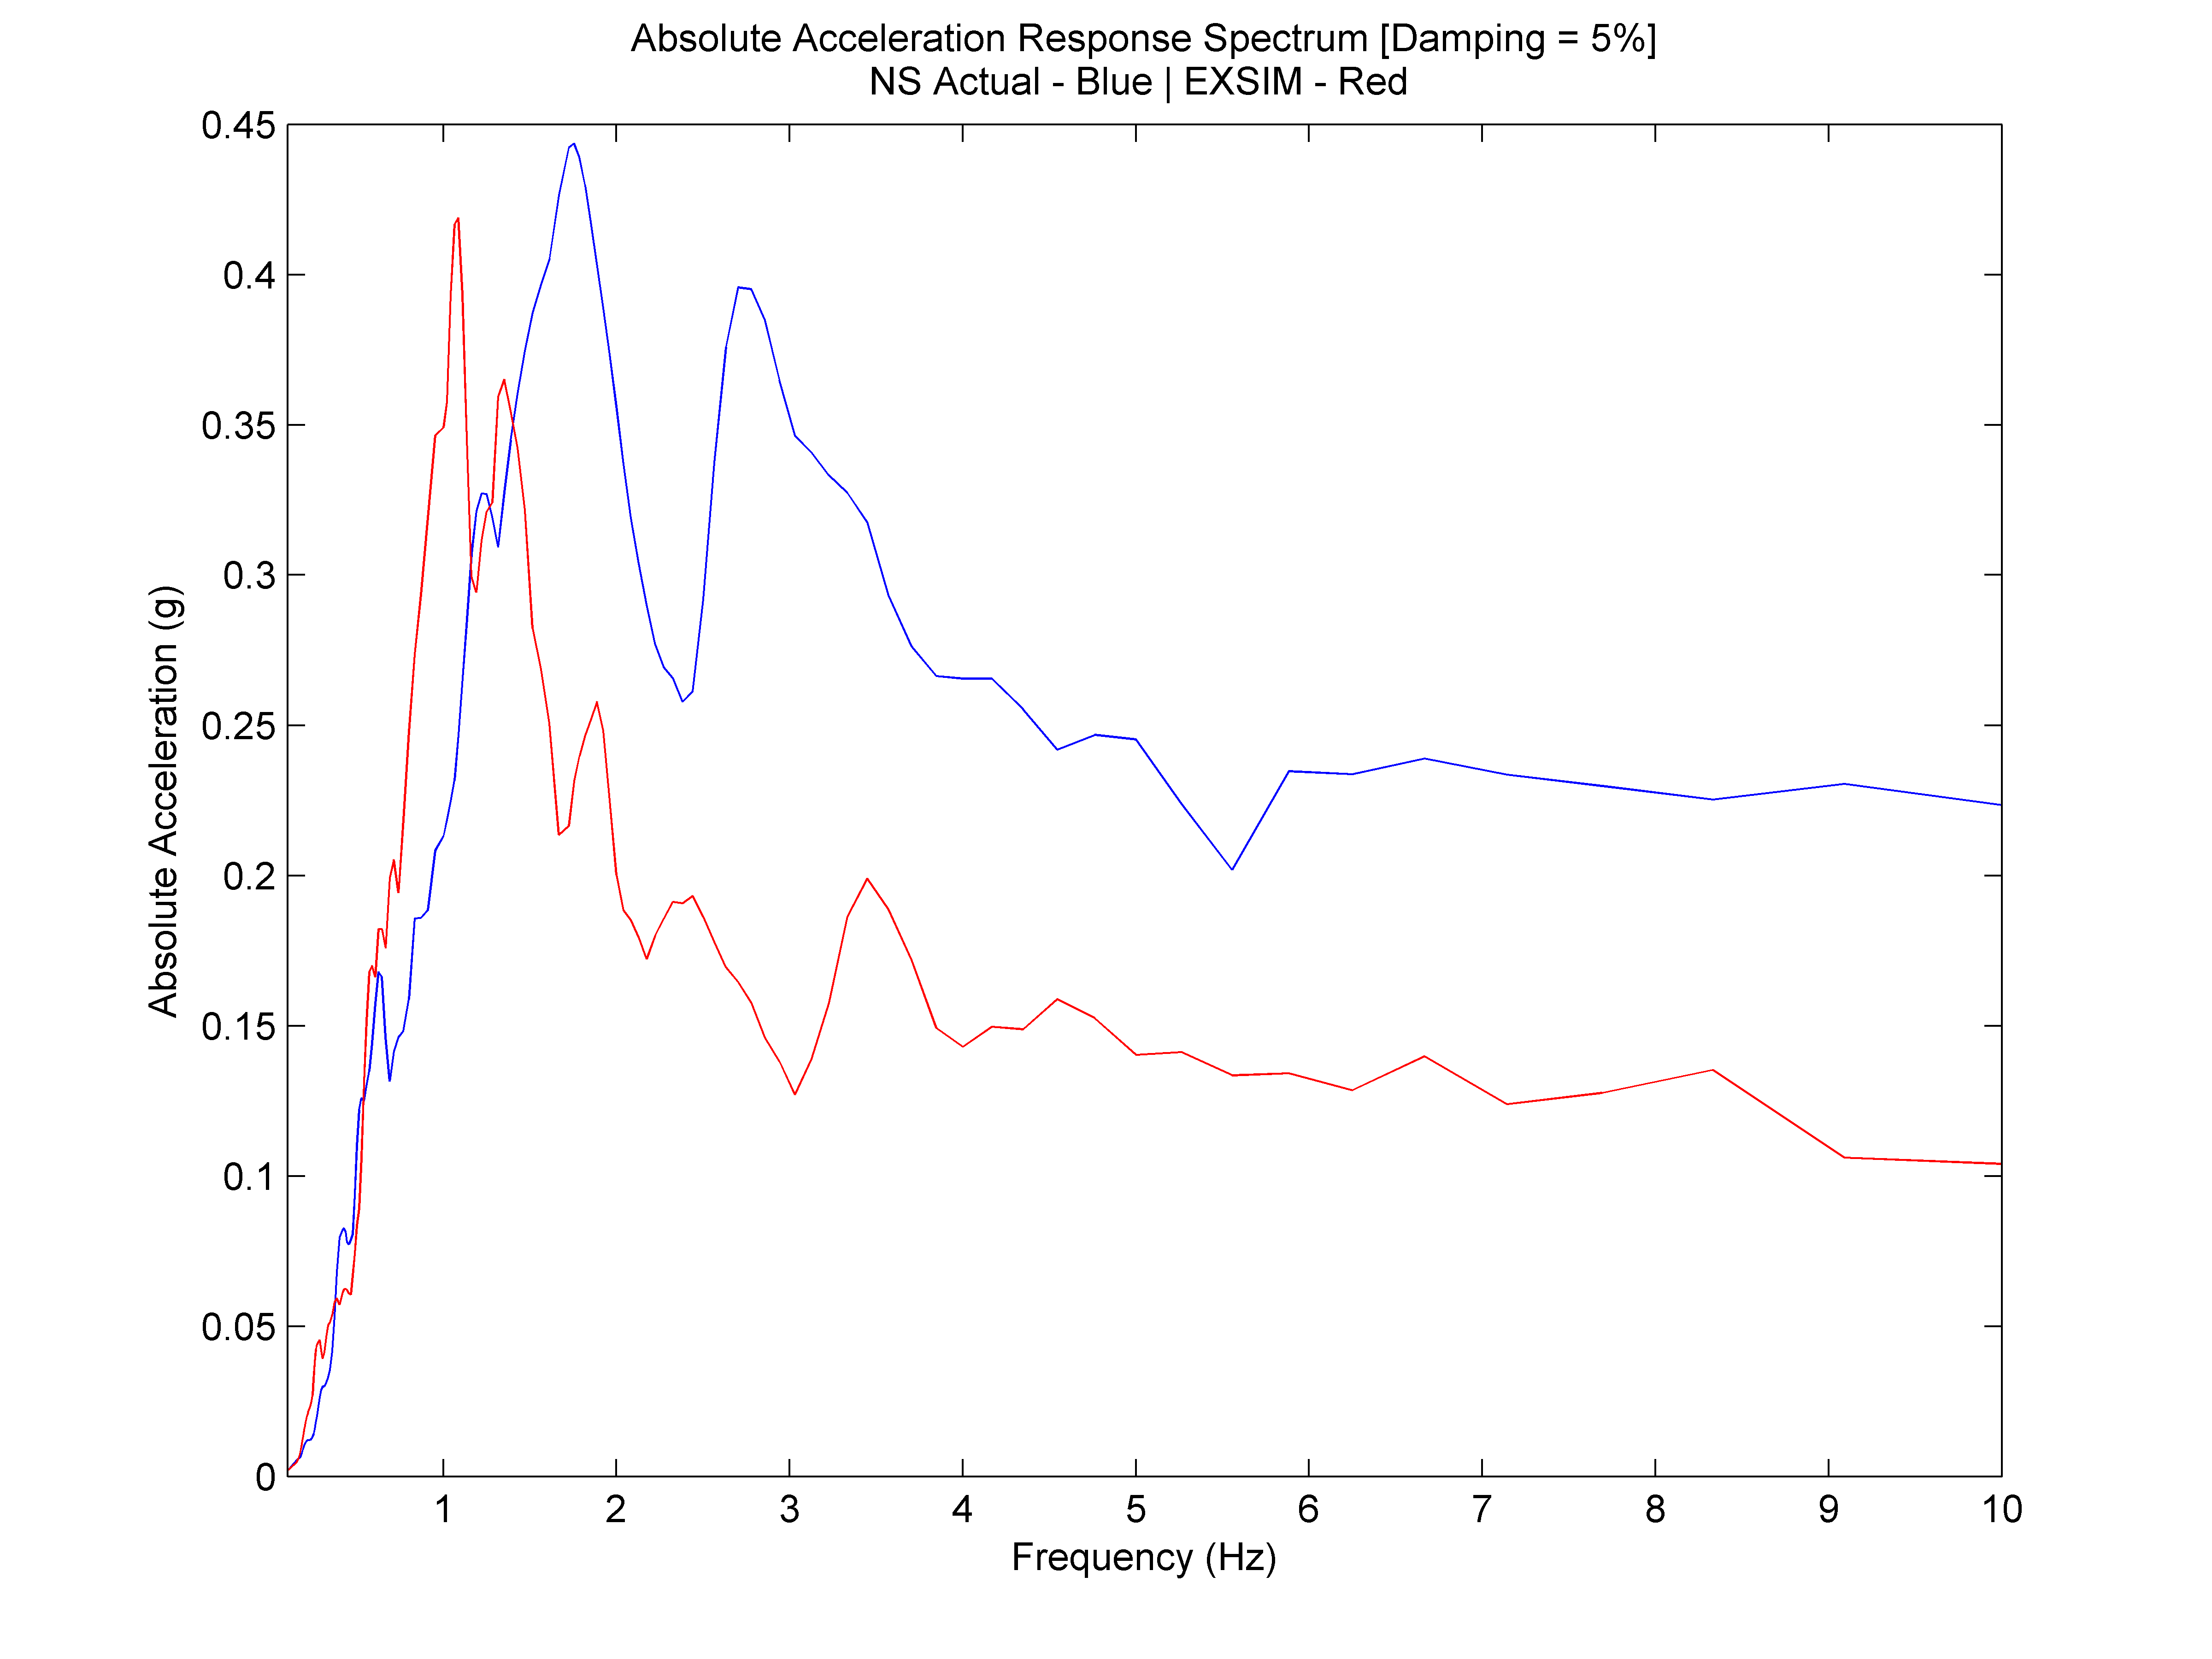 Absolute Acceleration Response Spectrum [Damping = 5%]
NS Actual - Blue | EXSIM - Red
0.45
0.4
0.35
0.3
0.25
0.2
0.15
0.1
0.05
0
Absolute Acceleration (g)
1 2 3 4 5 6 7 8 9 10
Frequency (Hz)